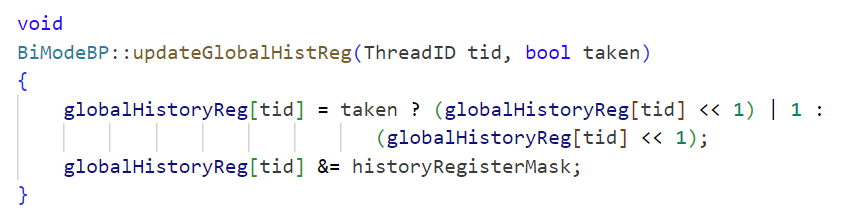 void
BiModeBP::updateGlobalHistReg(ThreadID tid, bool taken)
{
    globalHistoryReg[tid] = taken ? (globalHistoryReg[tid] << 1) | 1 :
                               (globalHistoryReg[tid] << 1);
    globalHistoryReg[tid] &= historyRegisterMask;
}